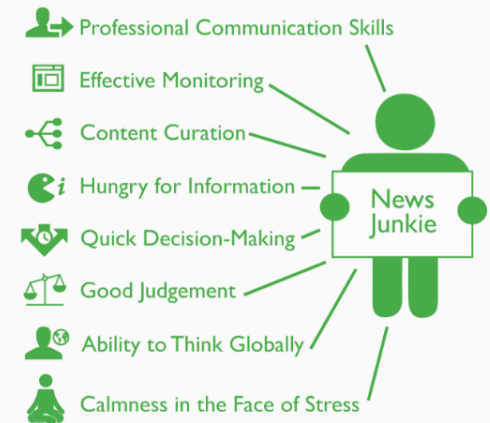 Professional Communication Skills
Effective Monitoring
Content Curation
i Hungry for Information
Quick Decision-Making
Good Judgement
Ability to Think Globally
Calmness in the Face of Stress
News
Junkie